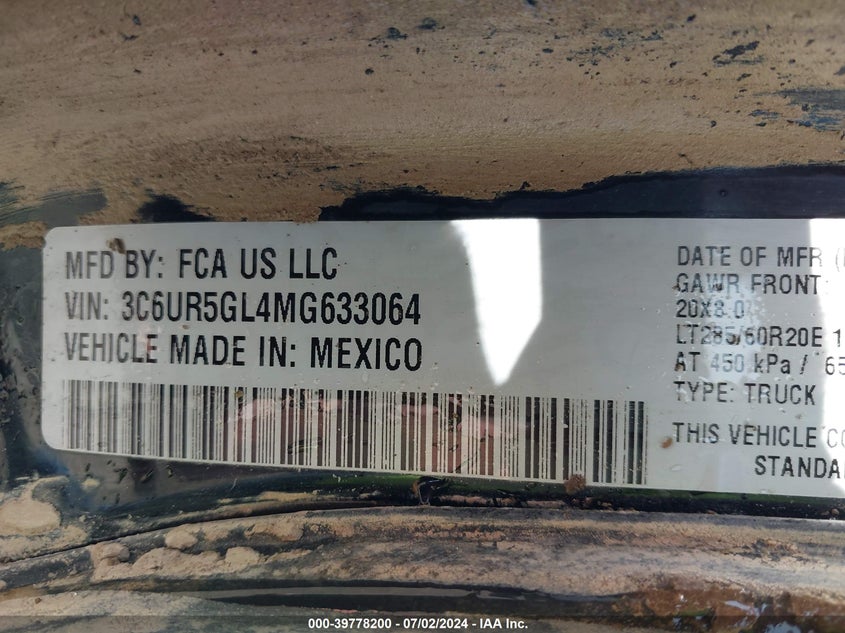 MFD BY: FCA US LLC
VIN: 3C6UR5GL4MG633064
VEHICLE MADE IN: MEXICO
DATE OF MFR
GAWR FRONT:
20X8.0
LT285/60R20E
AT 450 kPa / 65
TYPE: TRUCK
THIS VEHICLE
000-39778200 - 07/02/2024 - IAA Inc.